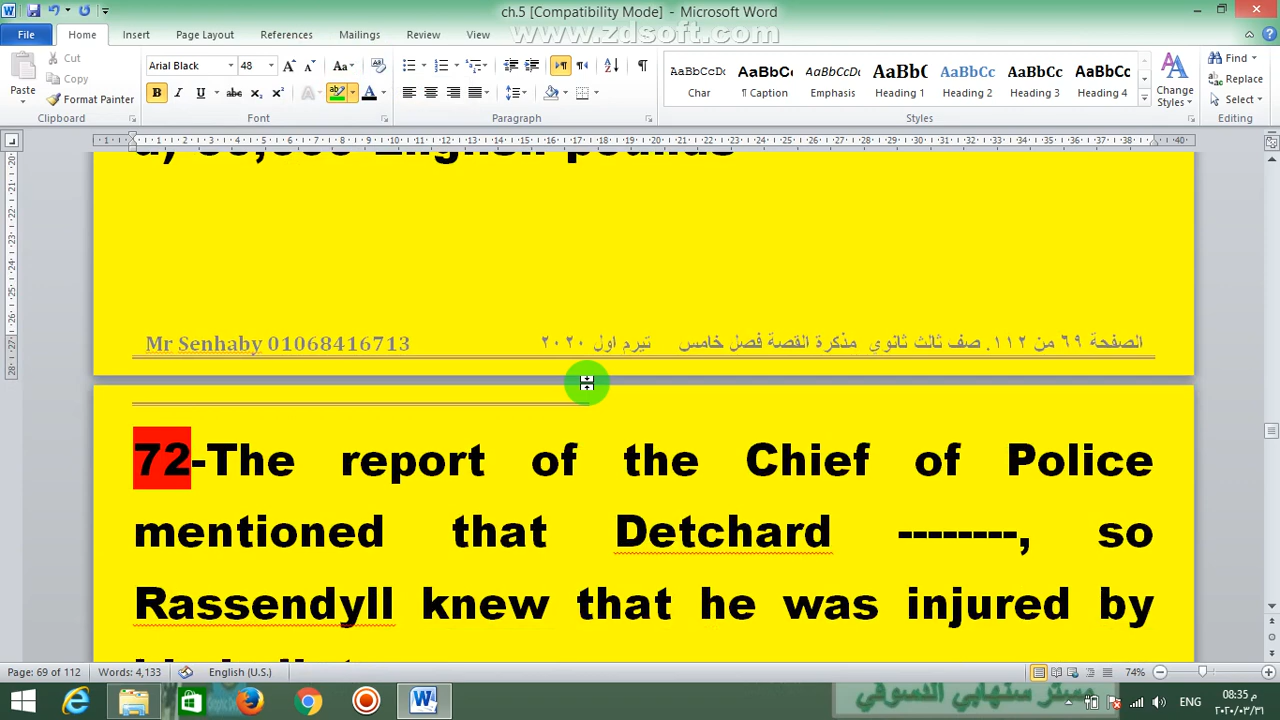 ch.5 [Compatibility Mode] - Microsoft Word
www.zdsoft.com
File Home Insert Page Layout References Mailings Review View
Cut
Copy
Format Painter
Paste
Arial Black 48
AaBbCcDc AaBbCc AaBbCcDc AaBbC AaBbCc AaBbCc AaBbCc
Char ¶ Caption Emphasis Heading 1 Heading 2 Heading 3 Heading 4
Change Styles
Find
Replace
Select
Clipboard Font Paragraph Styles Editing
Mr Senhaby 01068416713 الصفحة ٦٩ من ١١٢. صف ثالث ثانوي مذكرة القصة فصل خامس تيرم اول ٢٠٢٠
72-The report of the Chief of Police
mentioned that Detchard --------, so
Rassendyll knew that he was injured by
Page: 69 of 112 Words: 4,133 English (U.S.) 74%
ENG
م 08:35
٢٠٢٠/٠٣/٣١